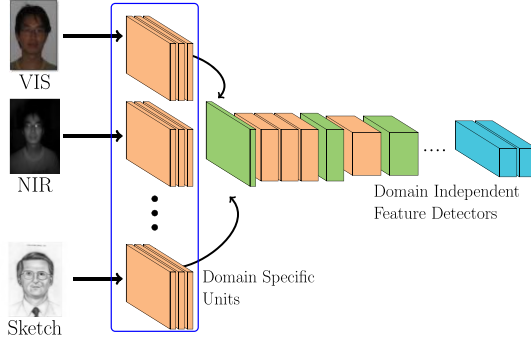 VIS
NIR
Sketch
Domain Specific
Units
Domain Independent
Feature Detectors